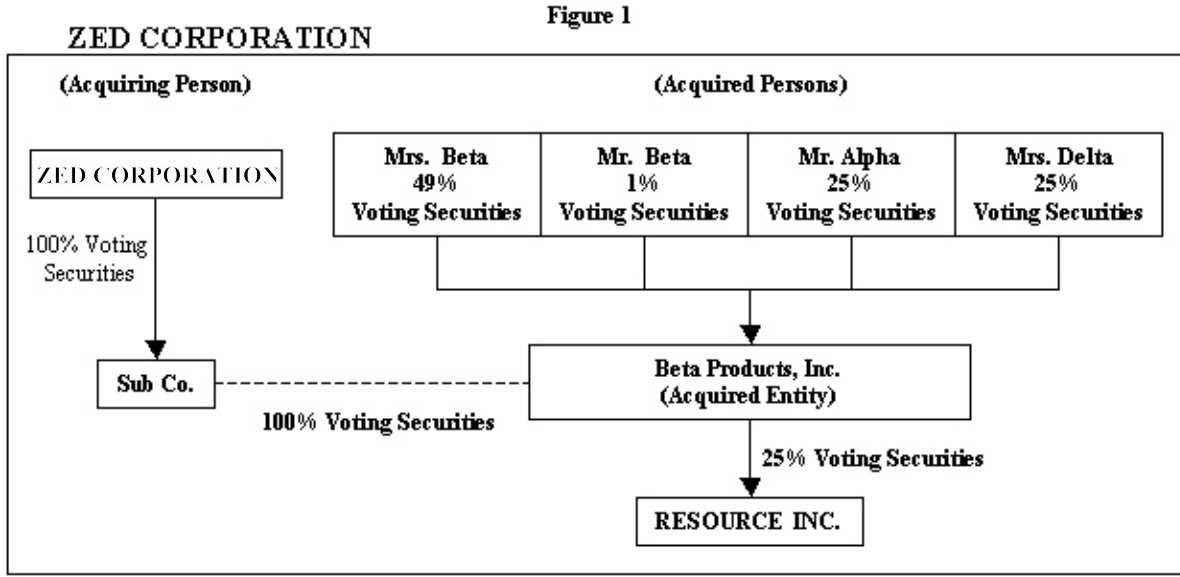 Figure 1
ZED CORPORATION
(Acquiring Person)
(Acquired Persons)
ZED CORPORATION
Mrs. Beta
49%
Voting Securities
Mr. Beta
1%
Voting Securities
Mr. Alpha
25%
Voting Securities
Mrs. Delta
25%
Voting Securities
100% Voting
Securities
Sub Co.
Beta Products, Inc.
(Acquired Entity)
100% Voting Securities
25% Voting Securities
RESOURCE INC.